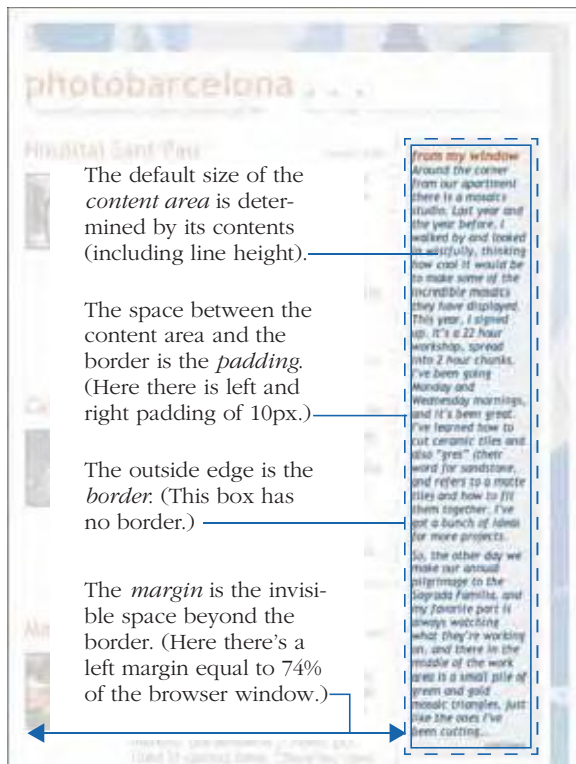 photobarcelona . . .
Hospital Sant Pau
The default size of the
content area is deter-
mined by its contents
(including line height).
The space between the
content area and the
border is the padding.
(Here there is left and
right padding of 10px.)
The outside edge is the
border. (This box has
no border.)
The margin is the invisi-
ble space beyond the
border. (Here there's a
left margin equal to 74%
of the browser window.)
from my window
Around the corner
from our apartment
there is a mosaics
studio. Last year and
the year before, I
walked by and looked
in wistfully, thinking
how cool it would be
to make some of the
incredible mosaics
they have displayed.
This year, I signed
up. It's a 22 hour
workshop, spread
into 2 hour chunks.
I've been going
Monday and
Wednesday mornings,
and it's been great.
I've learned how to
cut ceramic tiles and
also "gres" (their
word for sandstone,
and refers to a matte
tiles and how to fit
them together. I've
got a bunch of ideas
for more projects.
So, the other day we
make our annual
pilgrimage to the
Sagrada Familia, and
my favorite part is
always watching
what they're working
on, and there in the
middle of the work
area is a small pile of
green and gold
mosaic triangles, just
like the ones I've
been cutting...